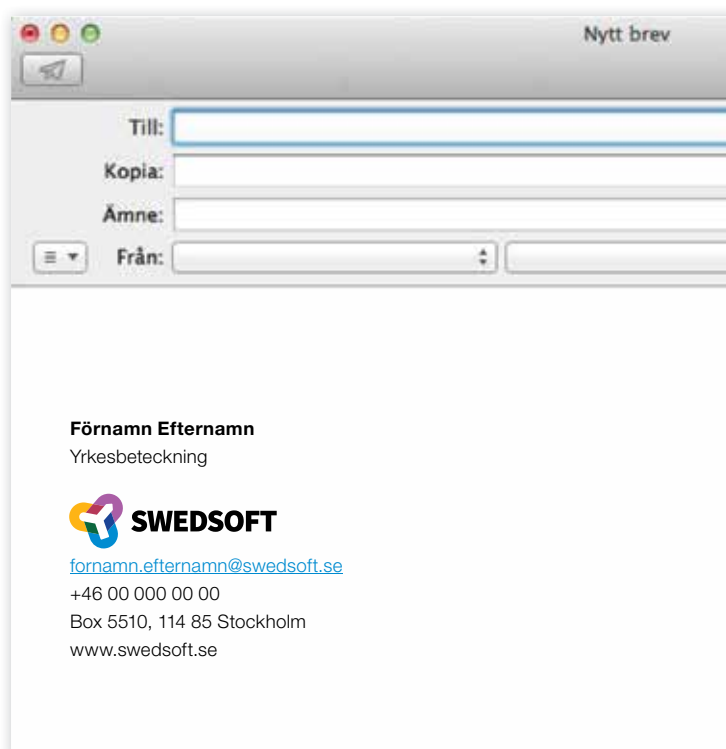 Nytt brev
Till:
Kopia:
Ämne:
Från:
Förnamn Efternamn
Yrkesbeteckning
SWEDSOFT
fornamn.efternamn@swedsoft.se
+46 00 000 00 00
Box 5510, 114 85 Stockholm
www.swedsoft.se